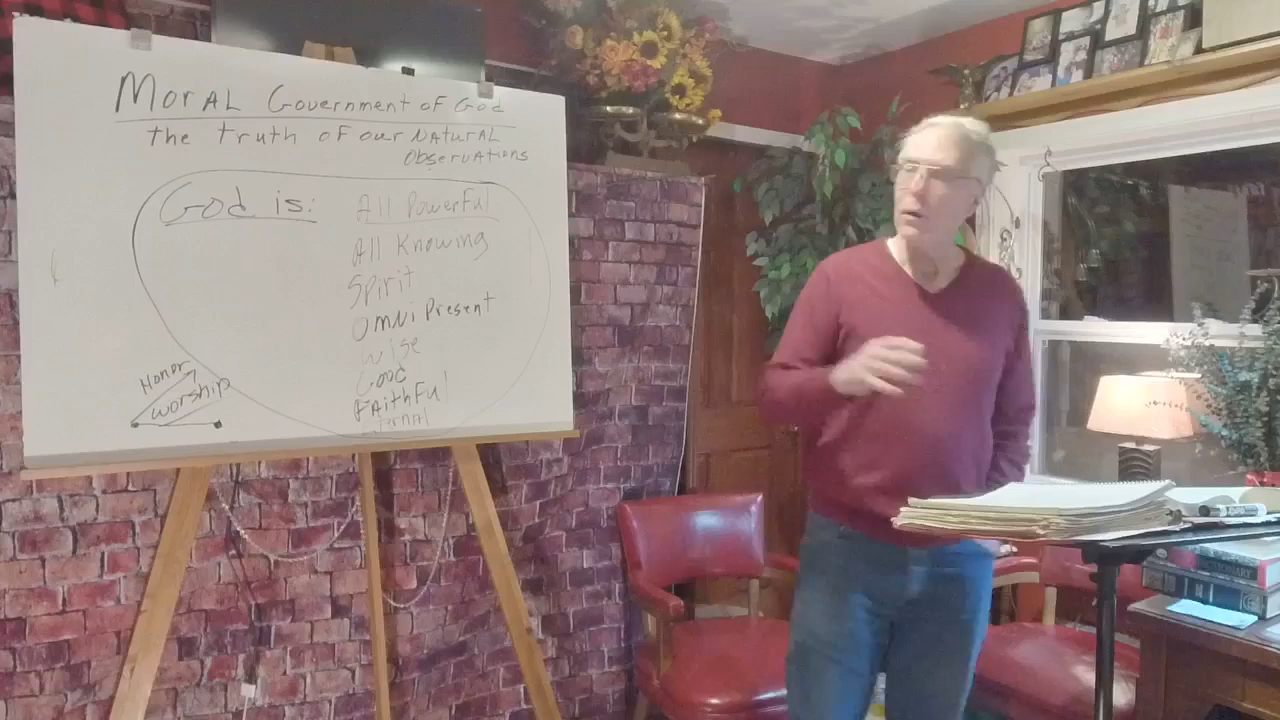 Moral Government of God
the truth of our Natural
Observations
God is: All Powerful
All Knowing
Spirit
Omni Present
Wise
Good
Faithful
Honor
worship